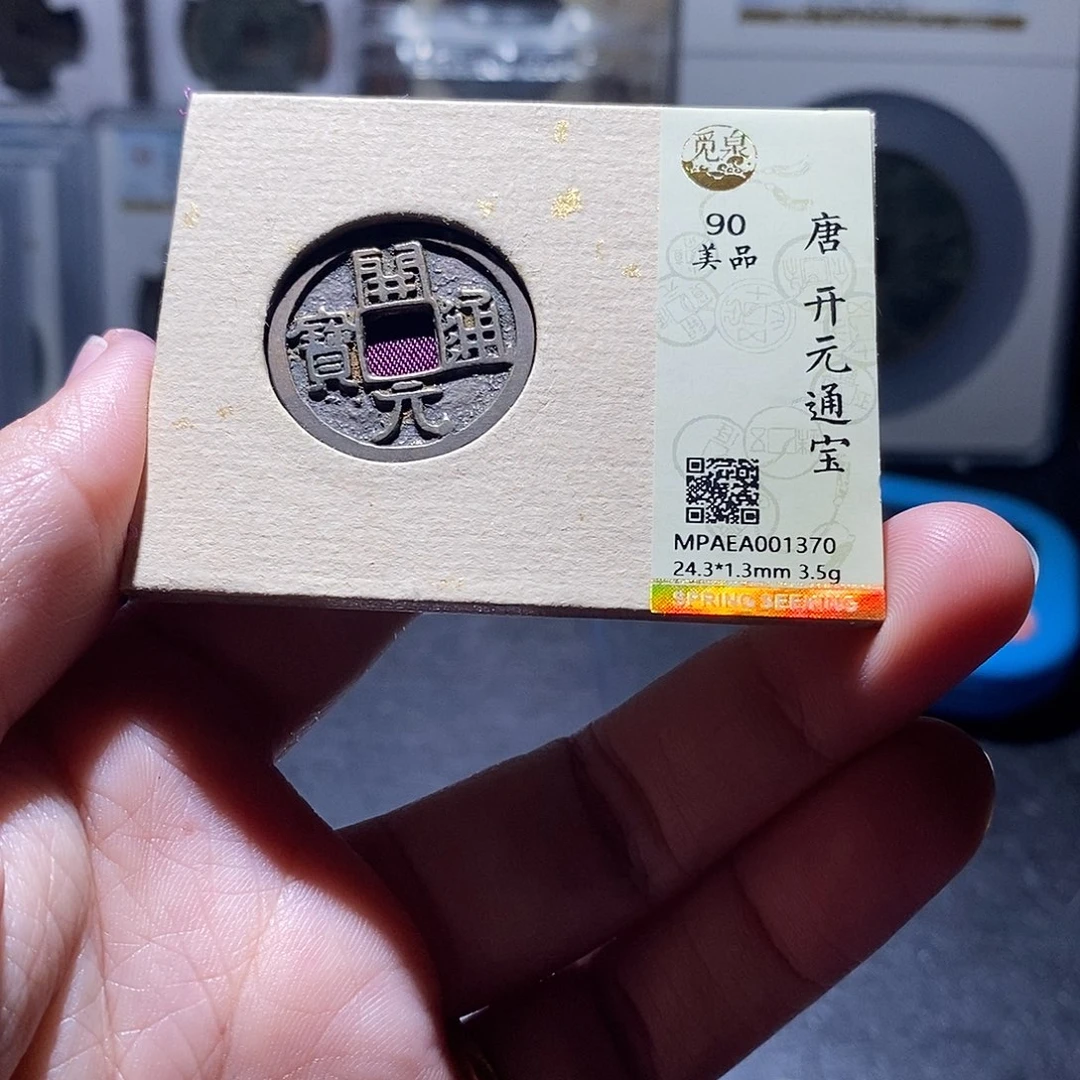 開
通
元
寶
觅泉
90
美品
唐 开元通宝
MPAEA001370
24.3*1.3mm 3.5g
SPRING SEEKING